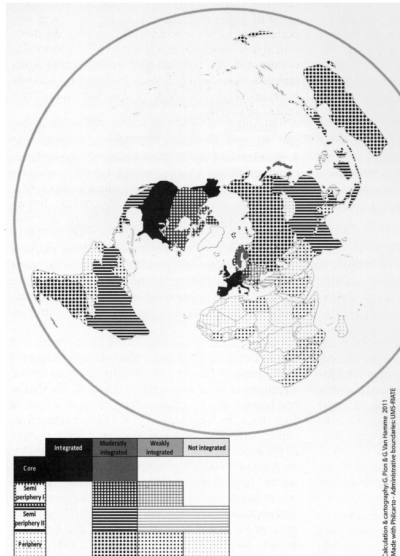 Integrated
Moderatly
integrated
Weakly
integrated
Not integrated
Core
Semi
periphery I
Semi
periphery II
Periphery
Calculation & cartography: G. Pion & G. Van Hamme 2011
Made with Philcarto - Administrative boundaries: UMS-RIATE